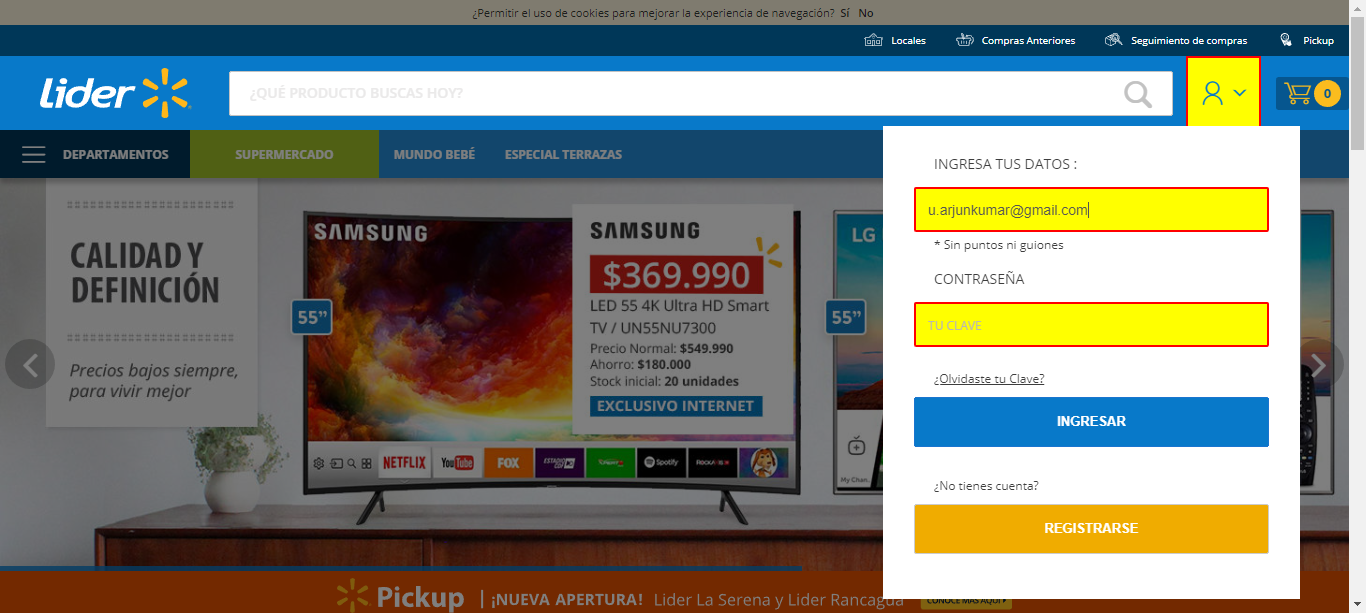 ¿Permitir el uso de cookies para mejorar la experiencia de navegación? Sí No
Locales Compras Anteriores Seguimiento de compras Pickup
Lider ¿QUÉ PRODUCTO BUSCAS HOY? 0
DEPARTAMENTOS SUPERMERCADO MUNDO BEBÉ ESPECIAL TERRAZAS
CALIDAD Y
DEFINICIÓN
Precios bajos siempre,
para vivir mejor
SAMSUNG
55”
NETFLIX YouTube FOX Spotify
SAMSUNG
$369.990
LED 55 4K Ultra HD Smart
TV / UN55NU7300
Precio Normal: $549.990
Ahorro: $180.000
Stock inicial: 20 unidades
EXCLUSIVO INTERNET
55”
LG
My Chan.
INGRESA TUS DATOS :
u.arjunkumar@gmail.com
* Sin puntos ni guiones
CONTRASEÑA
TU CLAVE
¿Olvidaste tu Clave?
INGRESAR
¿No tienes cuenta?
REGISTRARSE
Pickup | ¡NUEVA APERTURA! Lider La Serena y Lider Rancagua
CONOCE MÁS AQUÍ